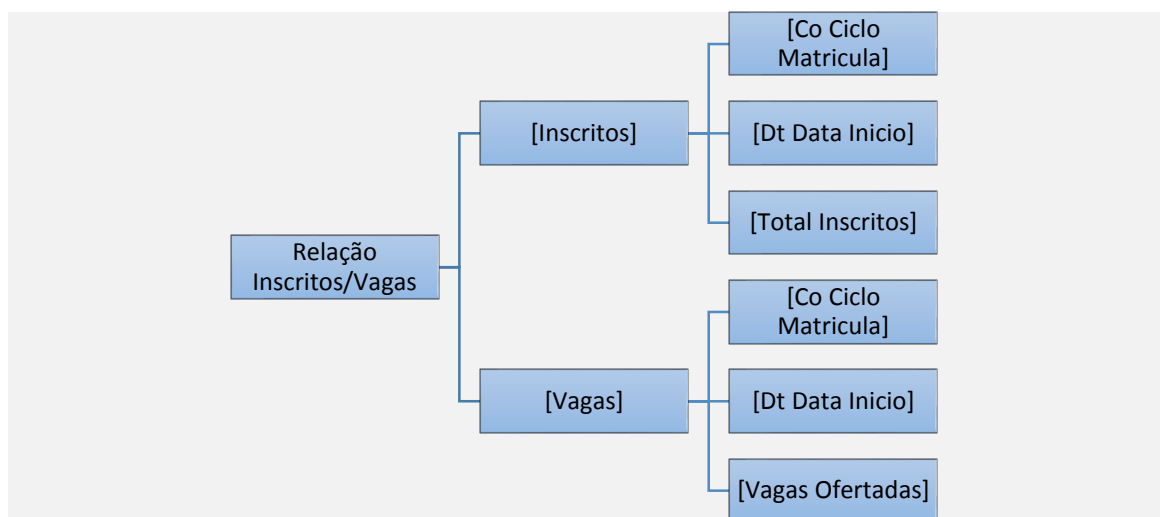 [Co Ciclo
Matricula]
[Inscritos]
[Dt Data Inicio]
[Total Inscritos]
Relação
Inscritos/Vagas
[Co Ciclo
Matricula]
[Vagas]
[Dt Data Inicio]
[Vagas Ofertadas]